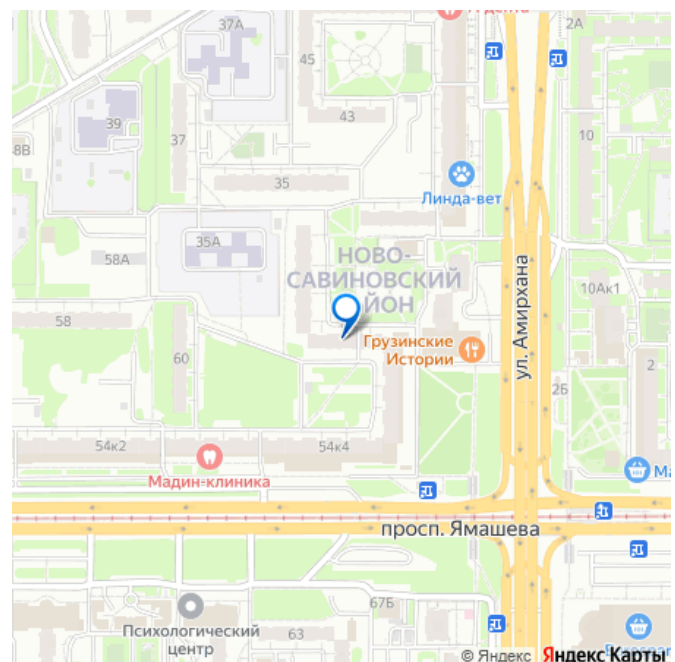 37А
2А
45
43
39
37
10
8В
35
Линда-вет
35А
58А
НОВО-
САВИНОВСКИЙ
10Ак1
58
60
Грузинские
Истории
ул. Амирхана
2
2Б
54к2
54к4
Мадин-клиника
просп. Ямашева
67Б
Психологический
центр
63
© Яндекс
Яндекс Карты